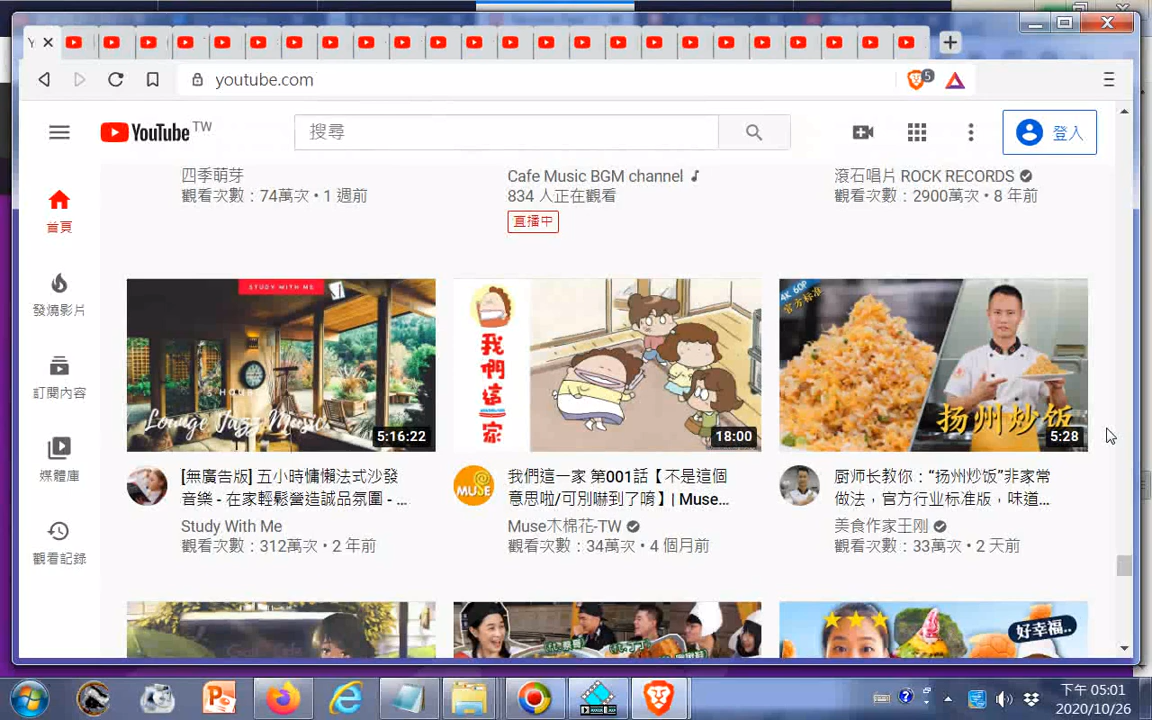 youtube.com
5
YouTube TW
搜尋
登入
首頁
發燒影片
訂閱內容
媒體庫
觀看記錄
四季萌芽
觀看次數：74萬次 • 1 週前
Cafe Music BGM channel
834 人正在觀看
直播中
滾石唱片 ROCK RECORDS
觀看次數：2900萬次 • 8 年前
STUDY WITH ME
Lounge Jazz Music
5:16:22
[無廣告版] 五小時慵懶法式沙發
音樂 - 在家輕鬆營造誠品氛圍 - ...
Study With Me
觀看次數：312萬次 • 2 年前
我們這一家
18:00
MUSE
我們這一家 第001話【不是這個
意思啦/可別嚇到了唷】| Muse...
Muse木棉花-TW
觀看次數：34萬次 • 4 個月前
4K 60P
官方标准
扬州炒饭
5:28
厨师长教你：“扬州炒饭”非家常
做法，官方行业标准版，味道...
美食作家王刚
觀看次數：33萬次 • 2 天前
好幸福..
下午 05:01
2020/10/26